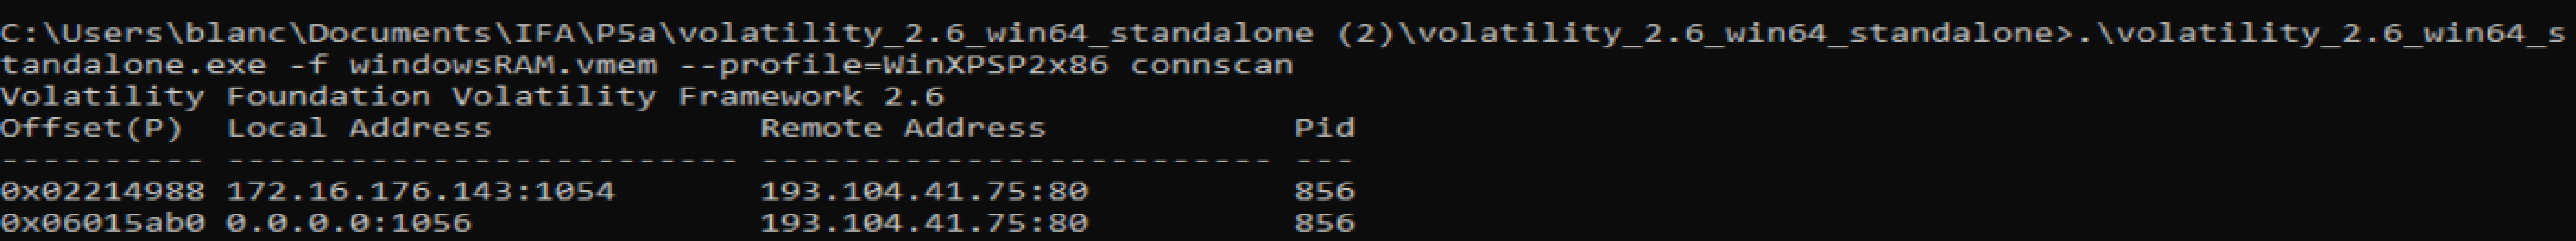 C:\Users\blanc\Documents\IFA\P5a\volatility_2.6_win64_standalone (2)\volatility_2.6_win64_standalone>.\volatility_2.6_win64_s
tandalone.exe -f windowsRAM.vmem --profile=WinXPSP2x86 connscan
Volatility Foundation Volatility Framework 2.6
Offset(P)  Local Address             Remote Address            Pid
---------- ------------------------- ------------------------- ---
0x02214988 172.16.176.143:1054       193.104.41.75:80          856
0x06015ab0 0.0.0.0:1056              193.104.41.75:80          856